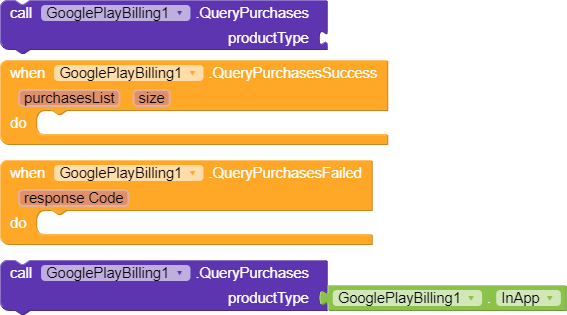 call GooglePlayBilling1 .QueryPurchases
productType
when GooglePlayBilling1 .QueryPurchasesSuccess
purchasesList size
do
when GooglePlayBilling1 .QueryPurchasesFailed
response Code
do
call GooglePlayBilling1 .QueryPurchases
productType GooglePlayBilling1 . InApp